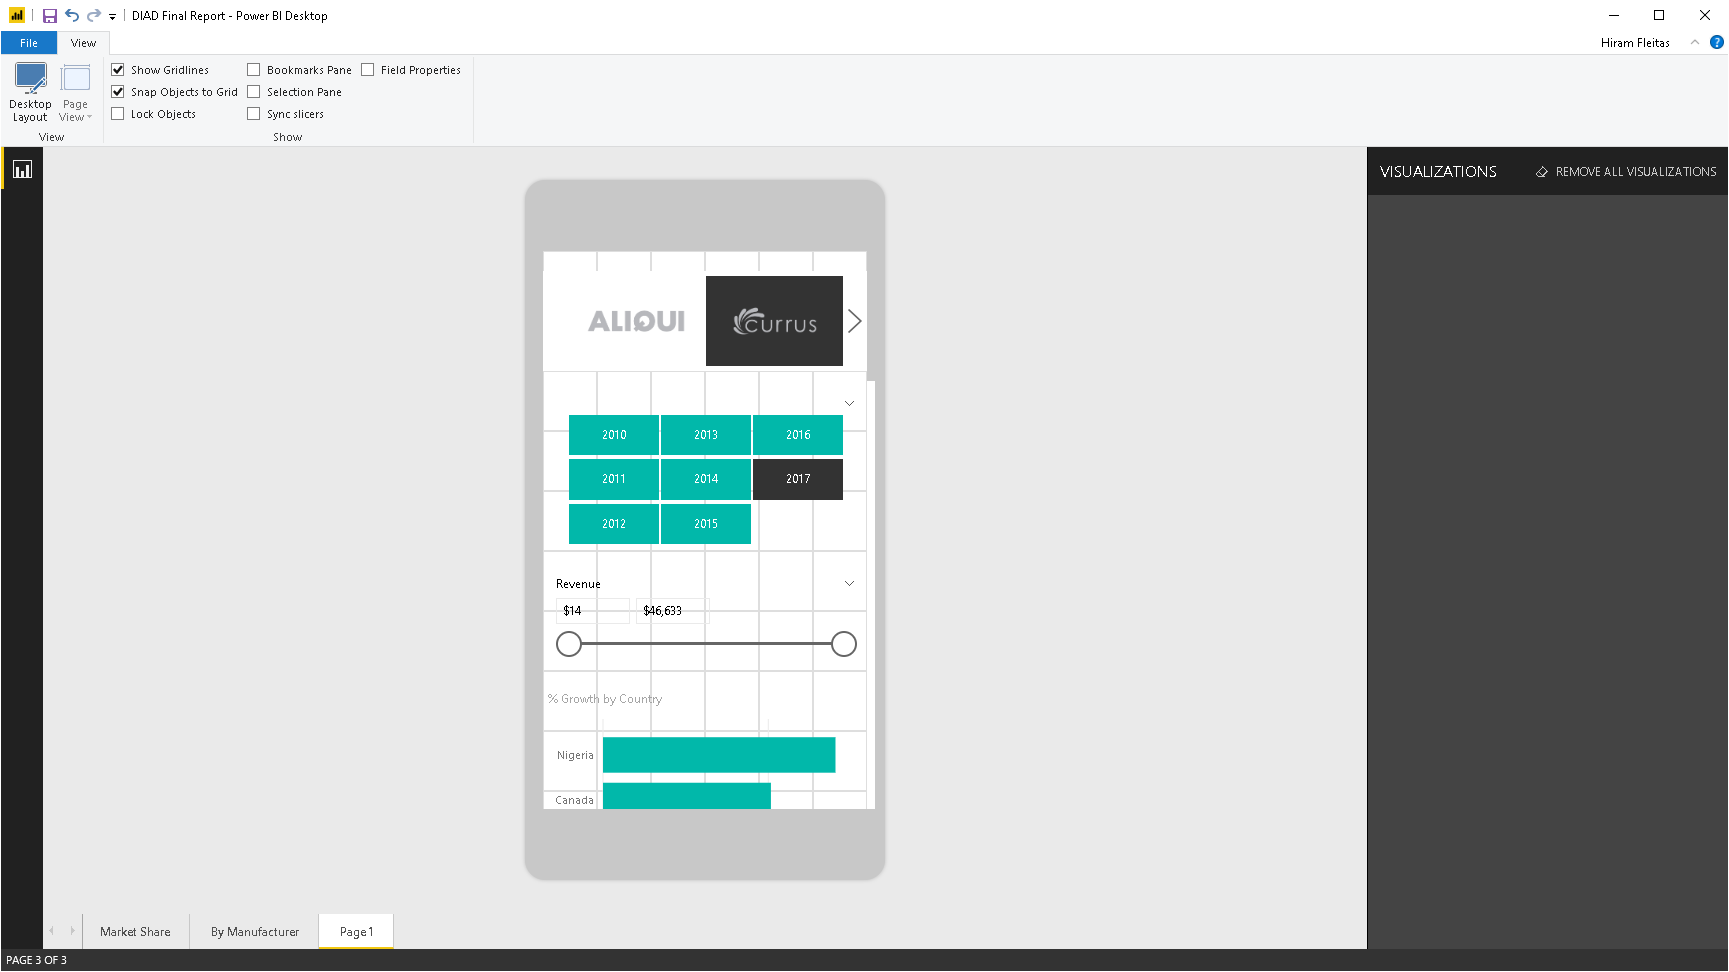 DIAD Final Report - Power BI Desktop
File
View
Hiram Fleitas
?
Desktop Layout
Page View
View
Show Gridlines
Snap Objects to Grid
Lock Objects
Bookmarks Pane
Selection Pane
Sync slicers
Field Properties
Show
VISUALIZATIONS
REMOVE ALL VISUALIZATIONS
ALIQUI
currus
2010 2013 2016
2011 2014 2017
2012 2015
Revenue
$14 $46,633
% Growth by Country
Nigeria
Canada
Market Share
By Manufacturer
Page 1
PAGE 3 OF 3